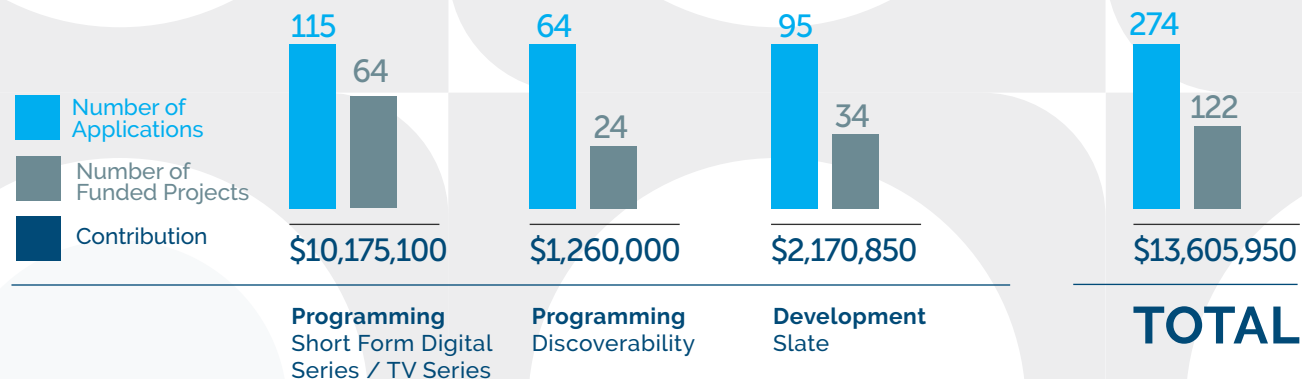 115
64
64
24
95
34
274
122
Number of
Applications
Number of
Funded Projects
Contribution
$10,175,100
$1,260,000
$2,170,850
$13,605,950
Programming
Short Form Digital
Series / TV Series
Programming
Discoverability
Development
Slate
TOTAL